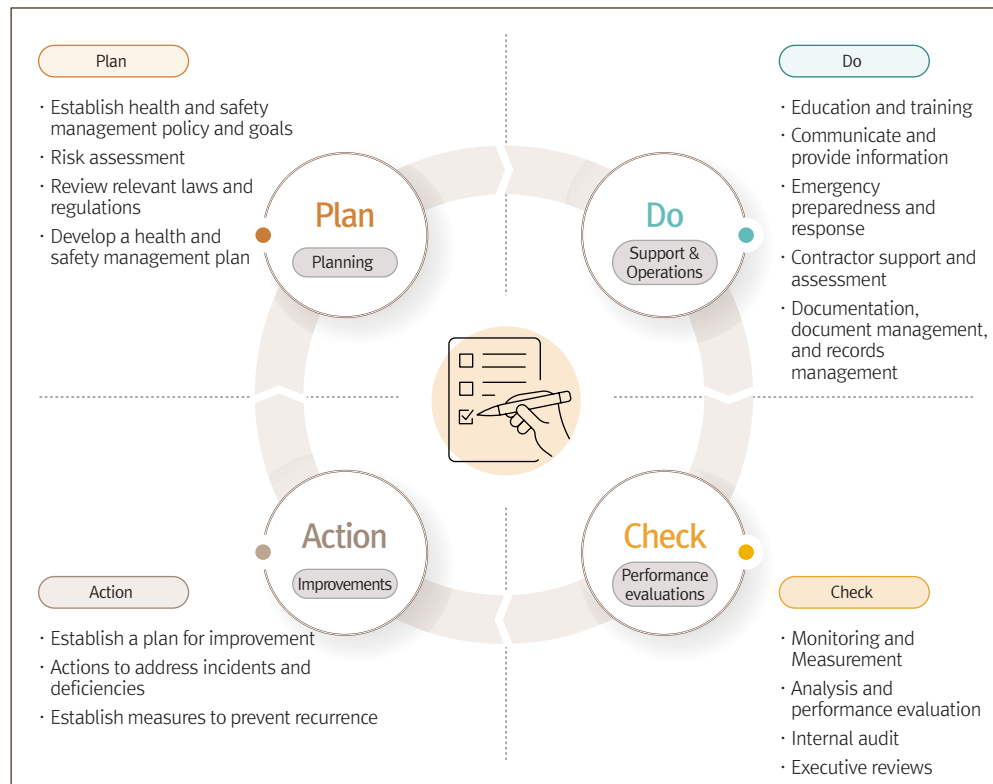 Plan
· Establish health and safety
management policy and goals
· Risk assessment
· Review relevant laws and
regulations
· Develop a health and
safety management plan
Plan
Planning
Do
Support &
Operations
Do
· Education and training
· Communicate and
provide information
· Emergency
preparedness and
response
· Contractor support and
assessment
· Documentation,
document management,
and records
management
Action
Improvements
Check
Performance
evaluations
Action
· Establish a plan for improvement
· Actions to address incidents and
deficiencies
· Establish measures to prevent recurrence
Check
· Monitoring and
Measurement
· Analysis and
performance evaluation
· Internal audit
· Executive reviews